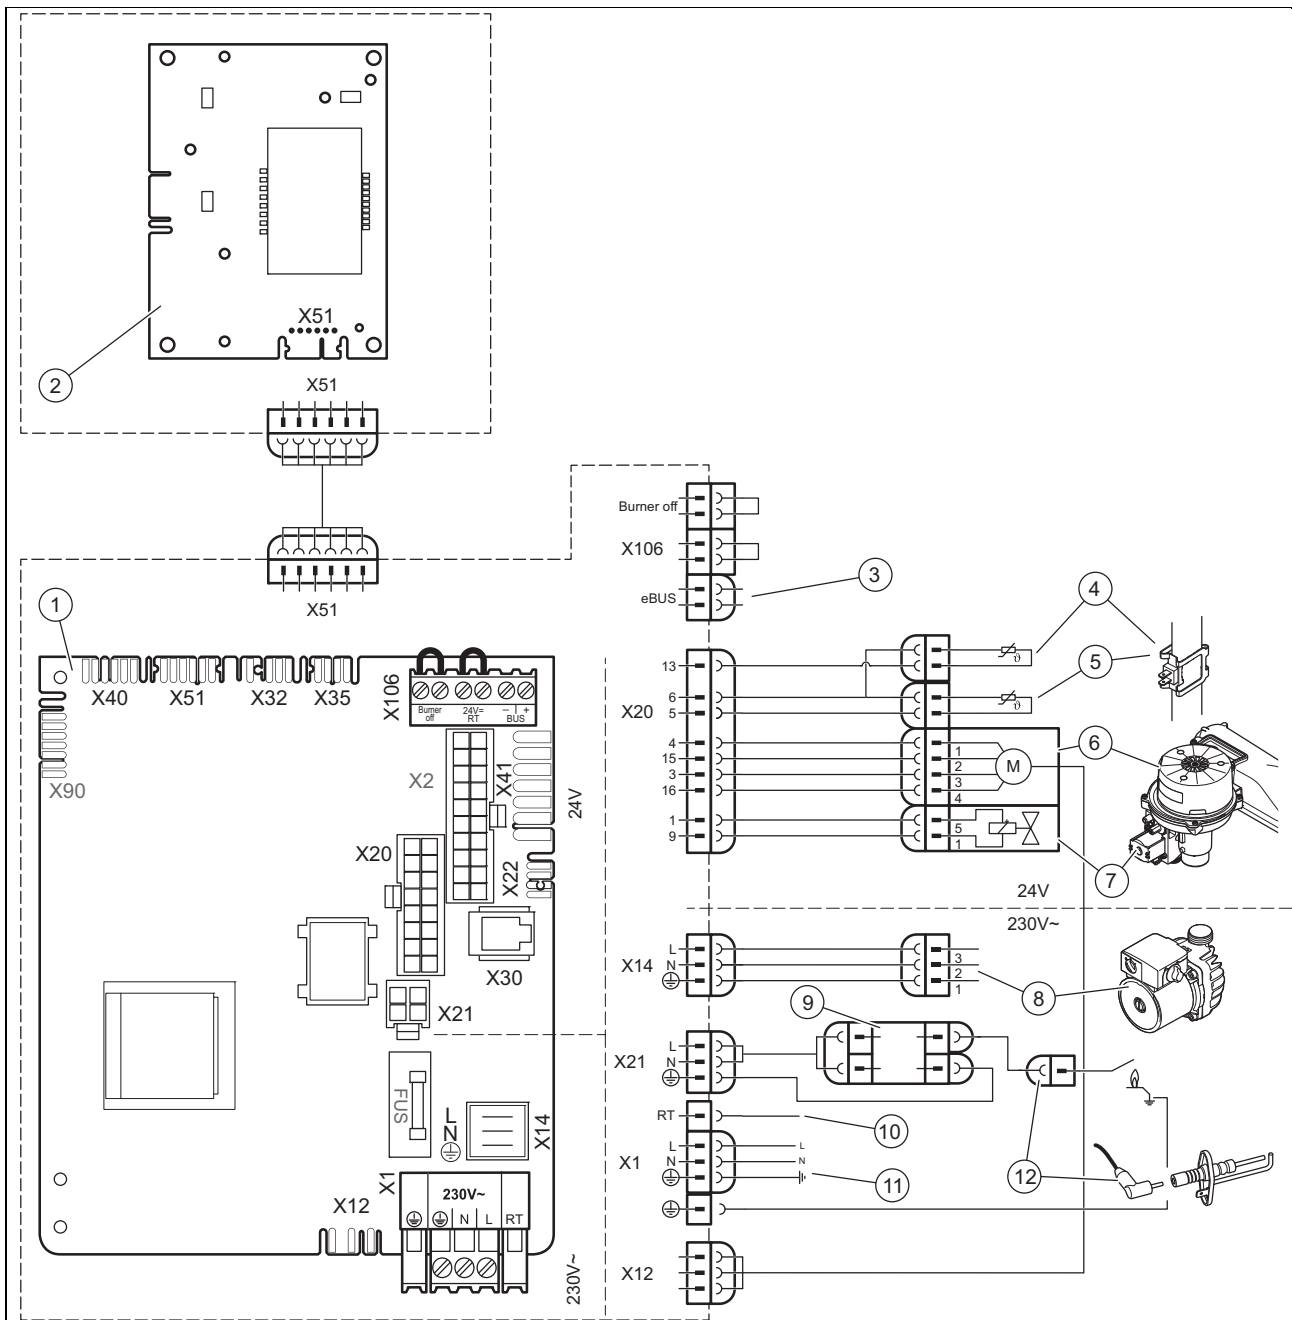 X51
2
X51
X51
Burner off
X106
eBUS
3
1
X40
X51
X32
X35
X106
Burner off
24V=
RT
– | +
BUS
X90
X2
X41
24V
X20
X22
X30
X21
FUS
L
N
X14
X1
230V~
N
L
RT
X12
230V~
4
13
ϑ
5
6
5
ϑ
X20
4
15
3
16
1
2
3
4
M
6
1
9
5
1
7
24V
230V~
X14
L
N
3
2
1
8
9
X21
L
N
RT
10
X1
L
N
L
N
11
12
X12